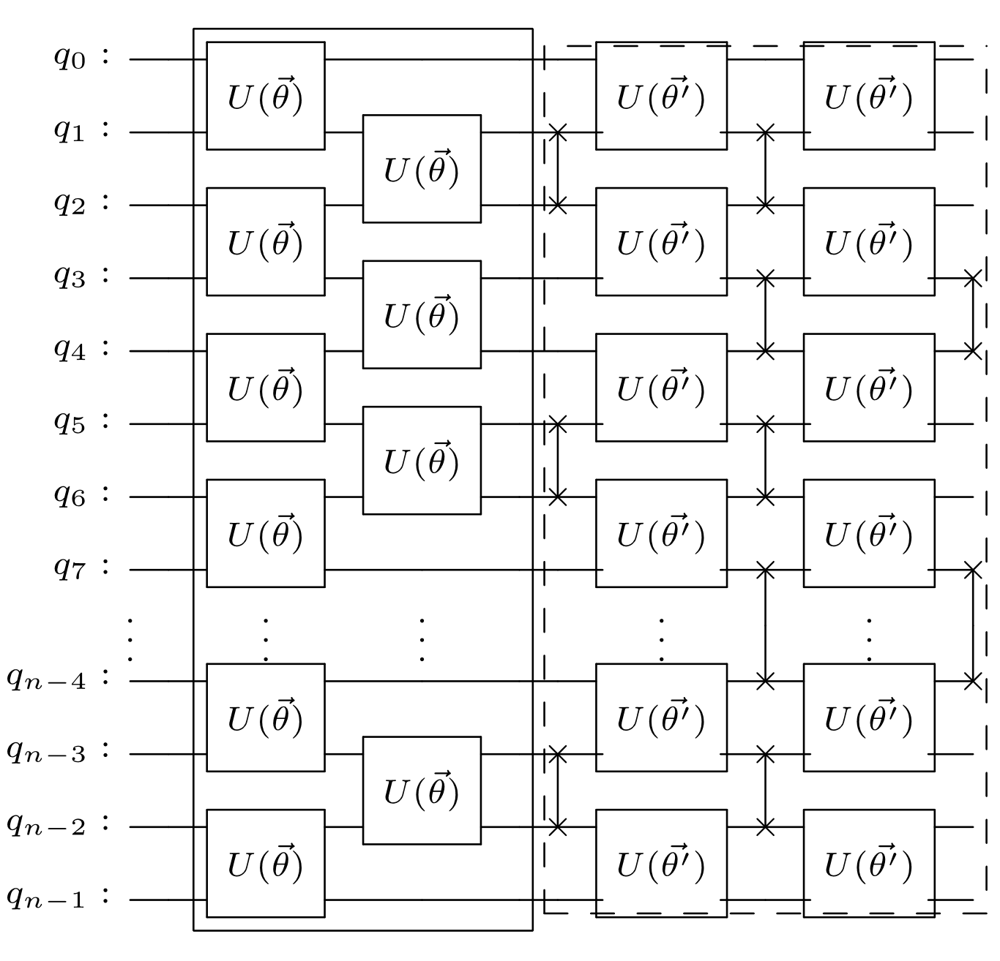 q₀ :
U(θ⃗) U(θ⃗′) U(θ⃗′)
q₁ :
U(θ⃗)
q₂ :
U(θ⃗) U(θ⃗′) U(θ⃗′)
q₃ :
U(θ⃗)
q₄ :
U(θ⃗) U(θ⃗′) U(θ⃗′)
q₅ :
U(θ⃗)
q₆ :
U(θ⃗) U(θ⃗′) U(θ⃗′)
q₇ :
⋮ ⋮ ⋮ ⋮ ⋮
qₙ₋₄ :
U(θ⃗) U(θ⃗′) U(θ⃗′)
qₙ₋₃ :
U(θ⃗)
qₙ₋₂ :
U(θ⃗) U(θ⃗′) U(θ⃗′)
qₙ₋₁ :